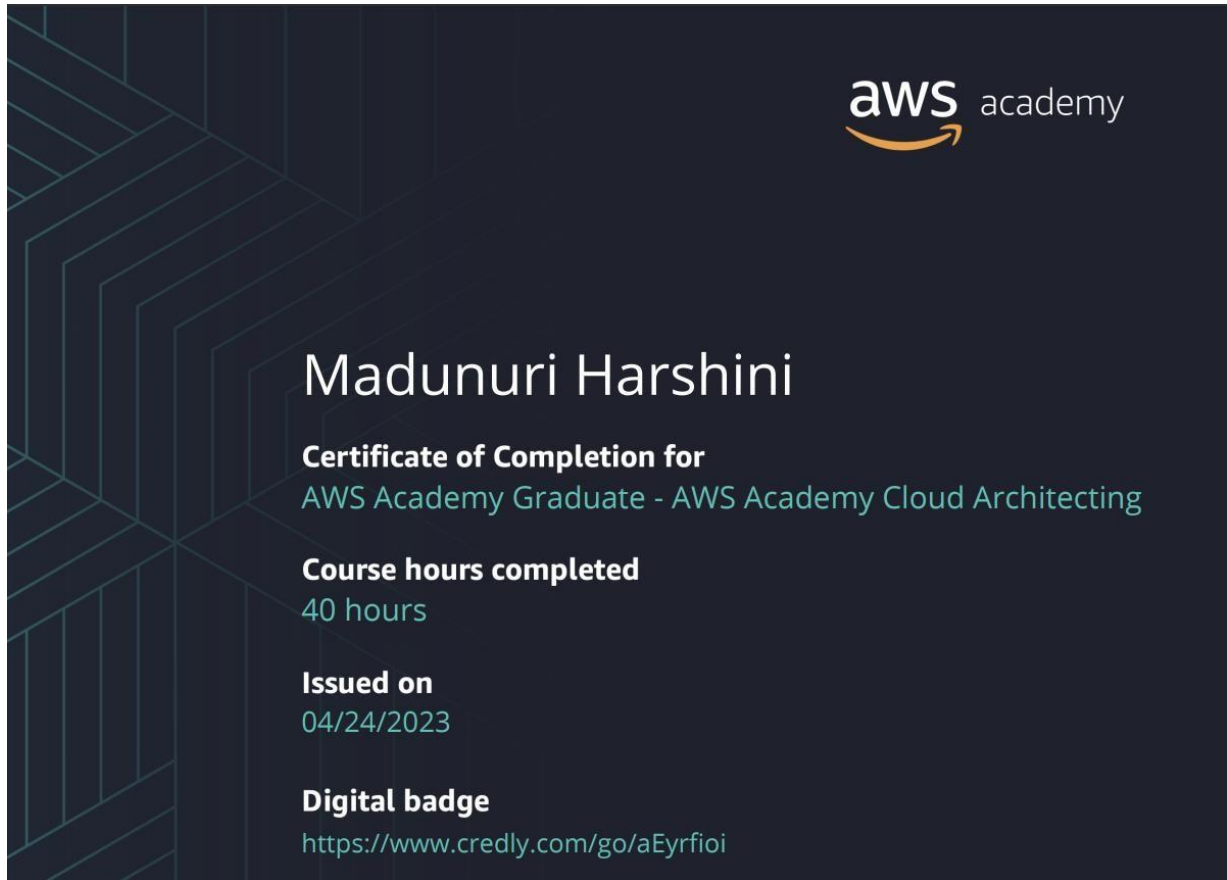 aws academy
Madunuri Harshini
Certificate of Completion for
AWS Academy Graduate - AWS Academy Cloud Architecting
Course hours completed
40 hours
Issued on
04/24/2023
Digital badge
https://www.credly.com/go/aEyrfioi